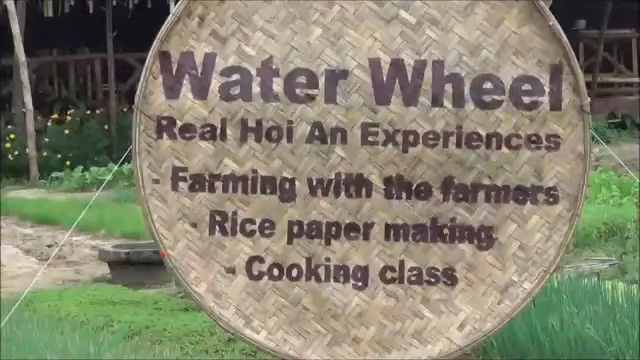 Water Wheel
Real Hoi An Experiences
- Farming with the farmers
- Rice paper making
- Cooking class